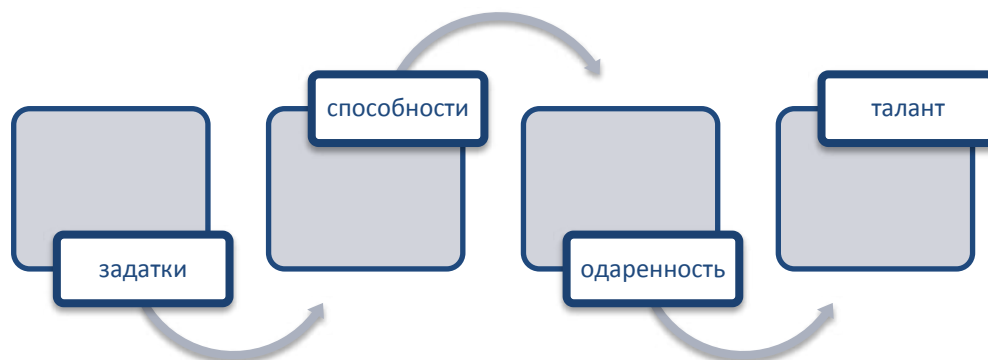 задатки
способности
одаренность
талант